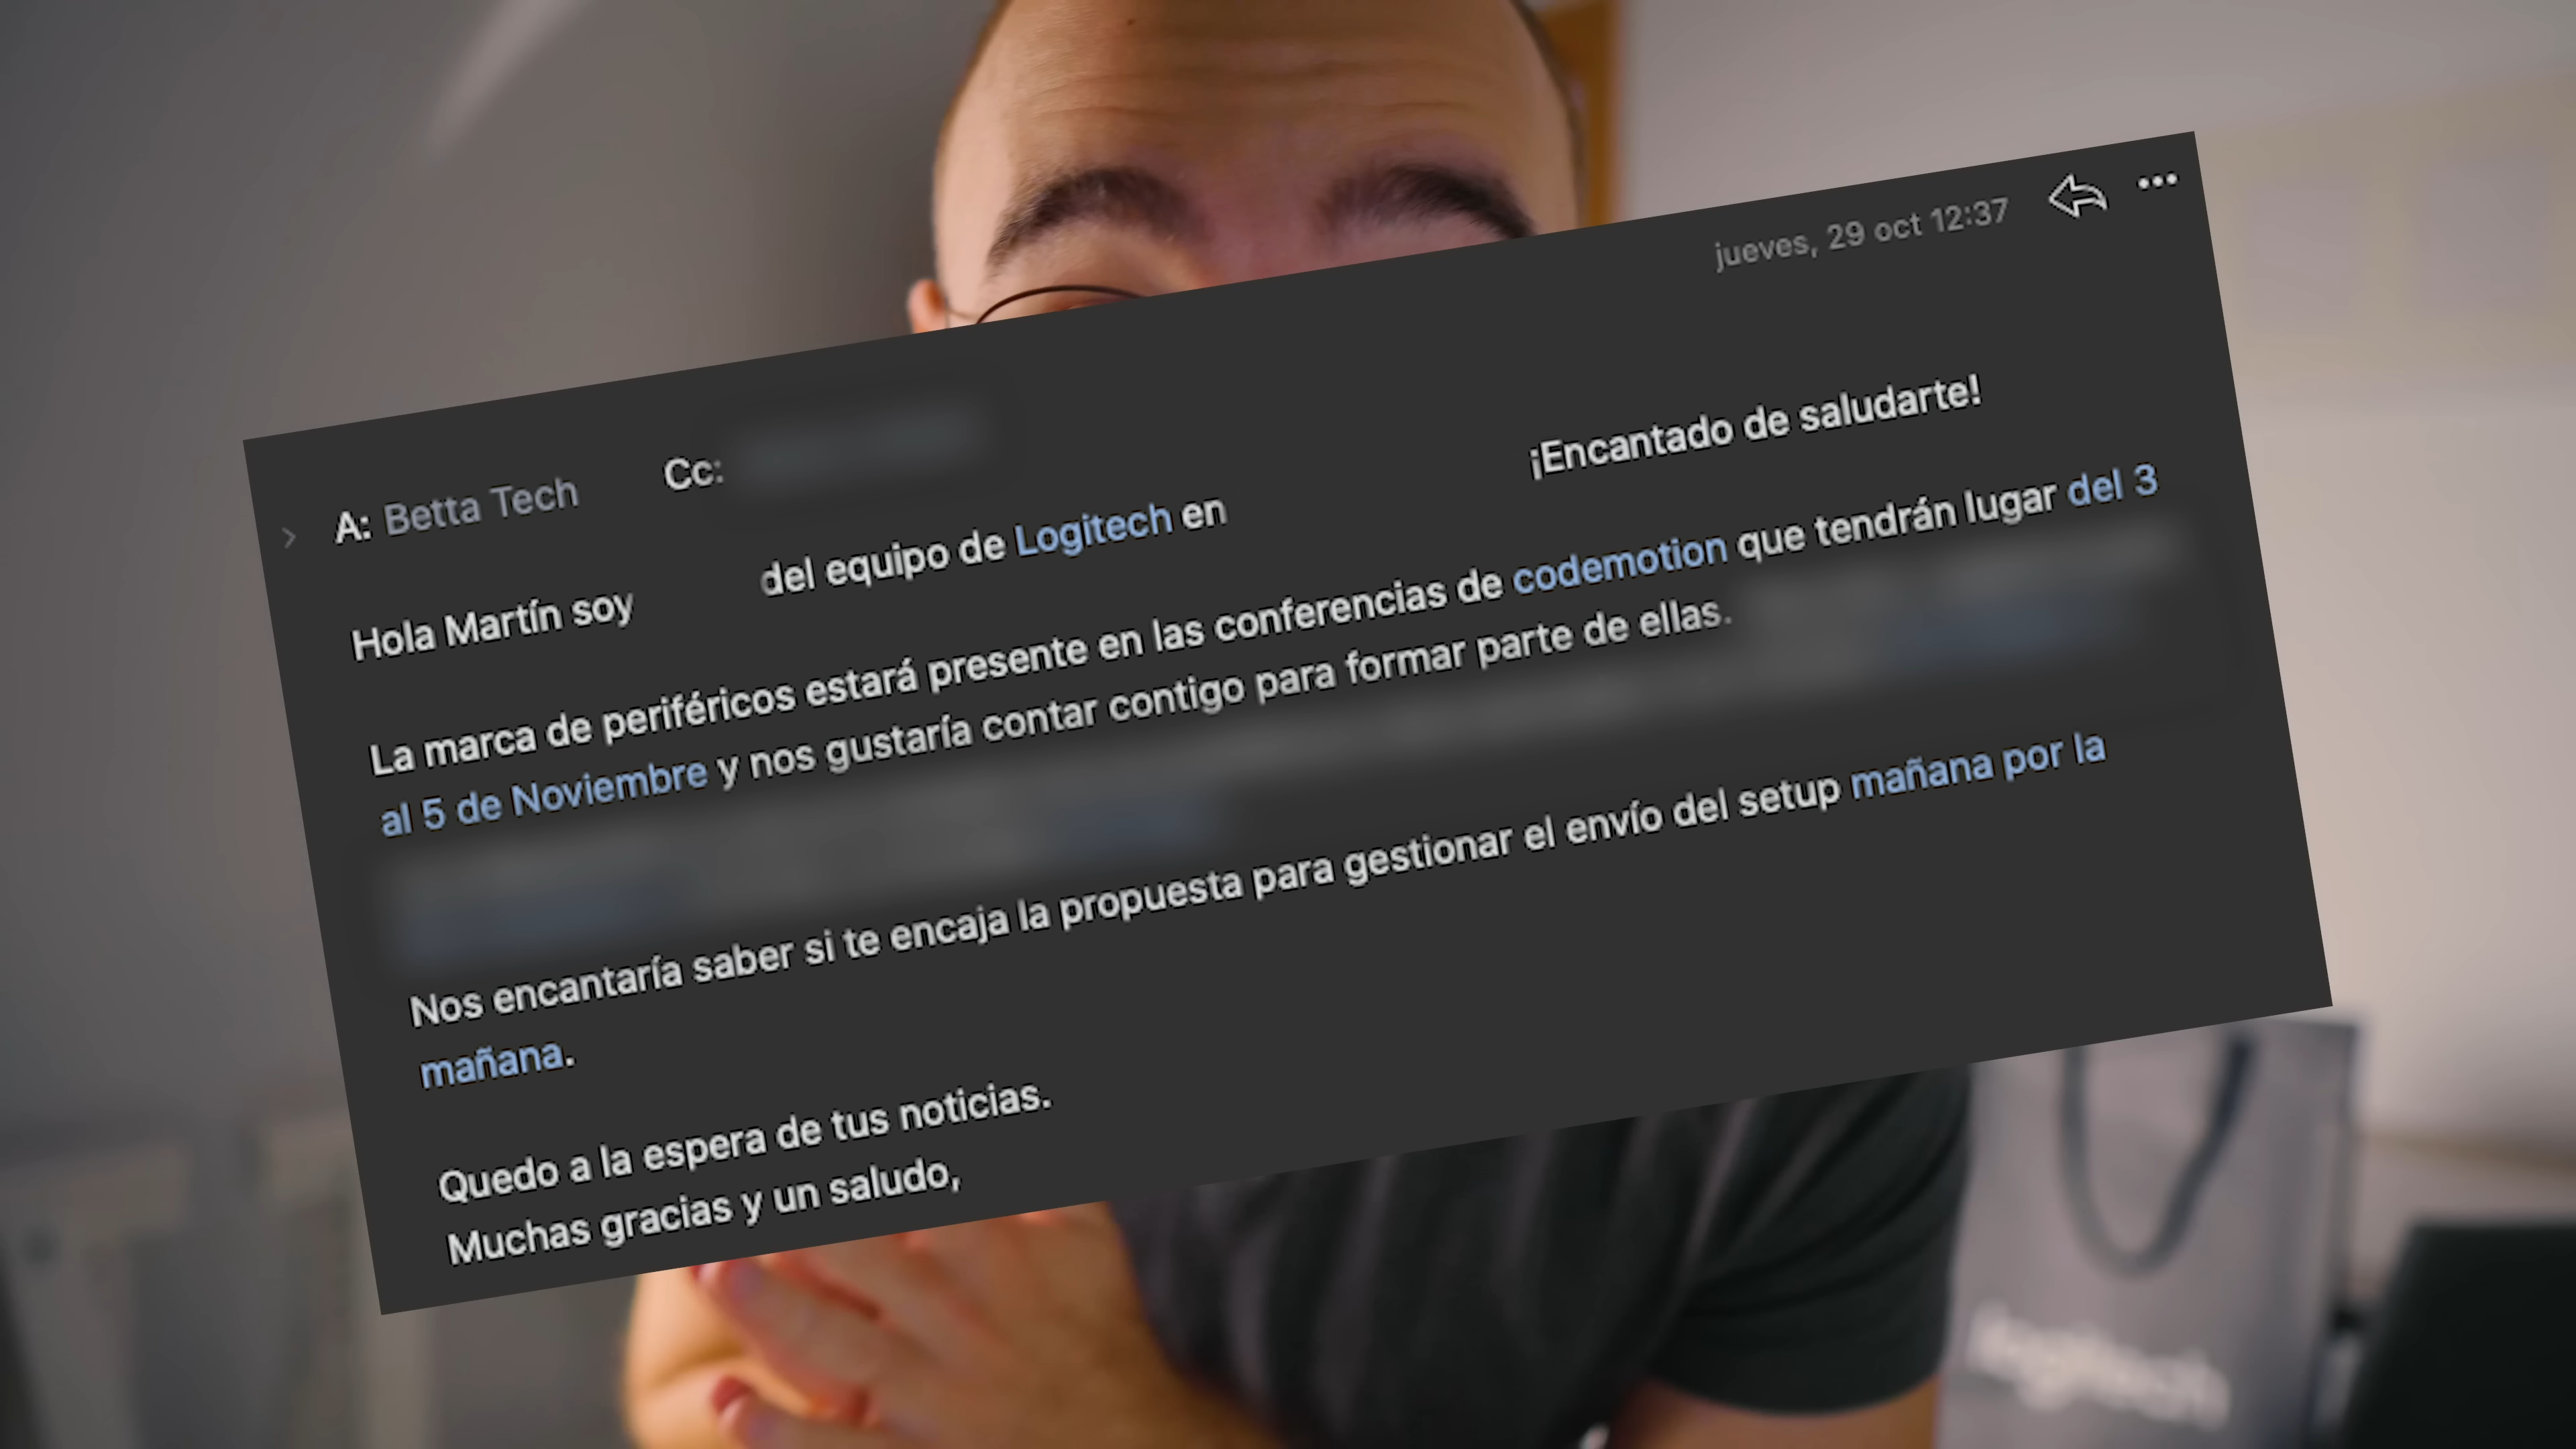 jueves, 29 oct 12:37
A: Betta Tech Cc:
Hola Martín soy del equipo de Logitech en ¡Encantado de saludarte!
La marca de periféricos estará presente en las conferencias de codemotion que tendrán lugar del 3
al 5 de Noviembre y nos gustaría contar contigo para formar parte de ellas.
Nos encantaría saber si te encaja la propuesta para gestionar el envío del setup mañana por la
mañana.
Quedo a la espera de tus noticias.
Muchas gracias y un saludo,
logitech